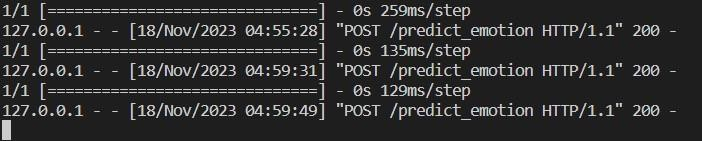 1/1 [==============================] - 0s 259ms/step
127.0.0.1 - - [18/Nov/2023 04:55:28] "POST /predict_emotion HTTP/1.1" 200 -
1/1 [==============================] - 0s 135ms/step
127.0.0.1 - - [18/Nov/2023 04:59:31] "POST /predict_emotion HTTP/1.1" 200 -
1/1 [==============================] - 0s 129ms/step
127.0.0.1 - - [18/Nov/2023 04:59:49] "POST /predict_emotion HTTP/1.1" 200 -